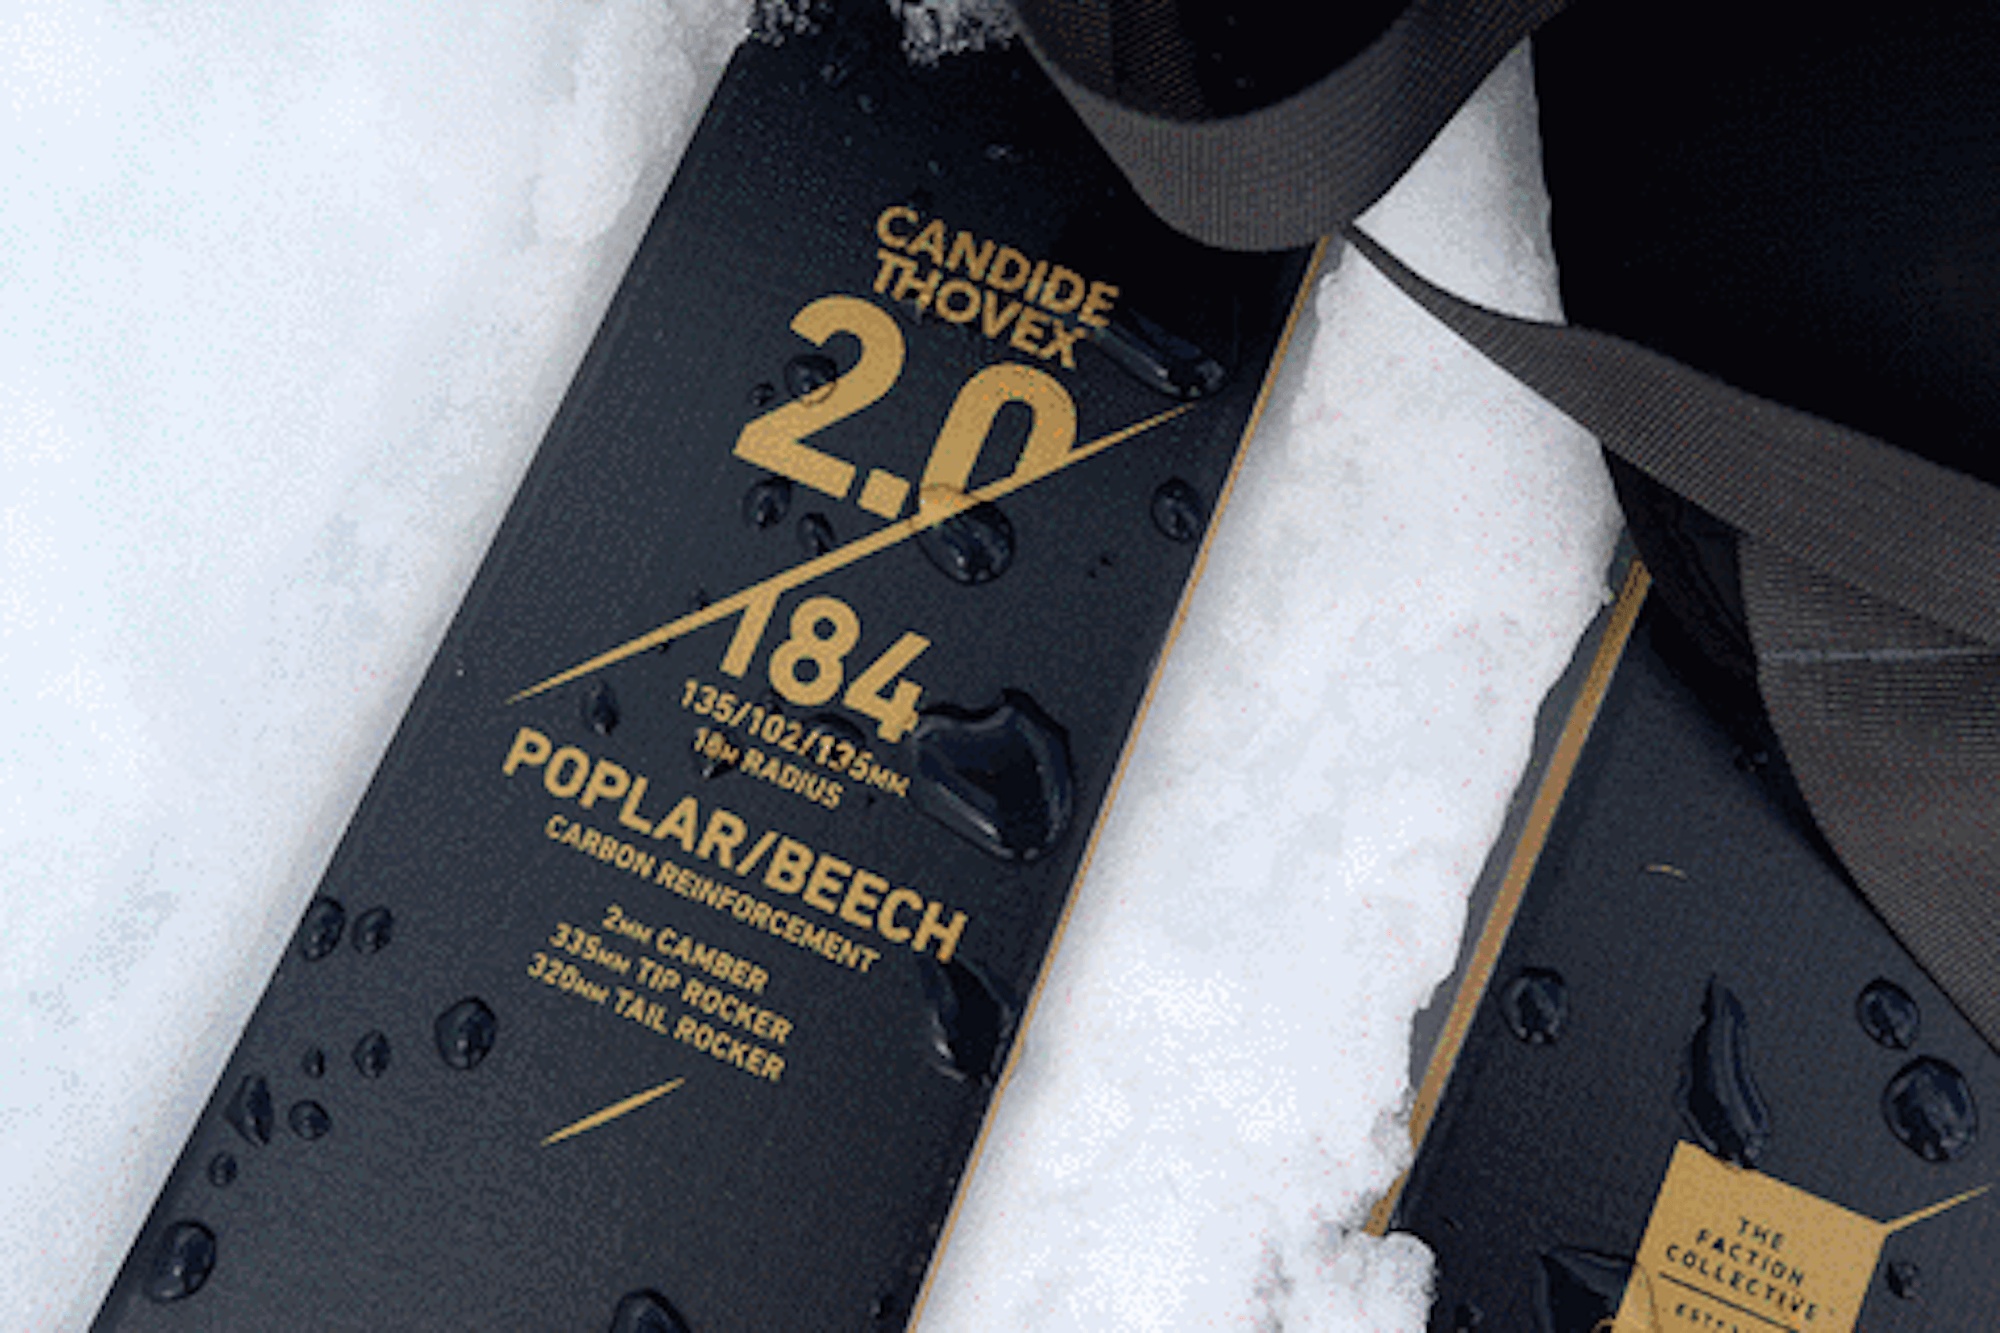 CANDIDE
THOVEX
2.0
184
135/102/135MM
18M RADIUS
POPLAR/BEECH
CARBON REINFORCEMENT
2MM CAMBER
335MM TIP ROCKER
320MM TAIL ROCKER
THE
FACTION
COLLECTIVE